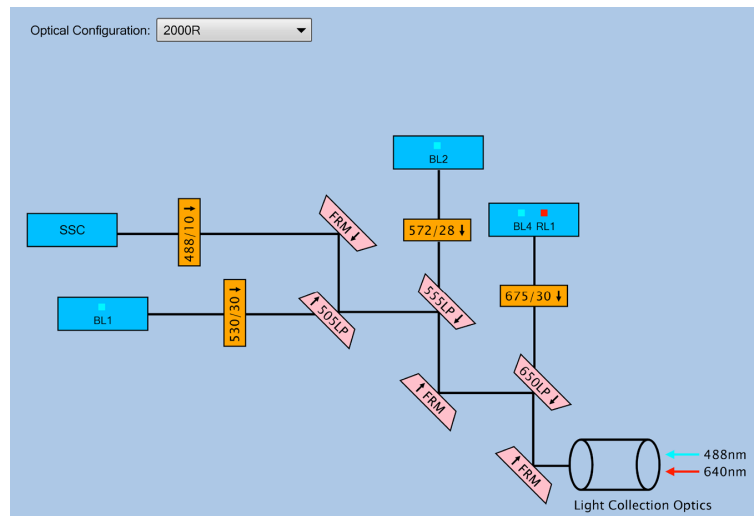 Optical Configuration: 2000R
BL2
SSC
488/10 ↓
FRM ↓
572/28 ↓
BL4 RL1
BL1
530/30 ↓
↑ 505LP
555LP ↓
675/30 ↓
↑ FRM
650LP ↓
↑ FRM
488nm
640nm
Light Collection Optics